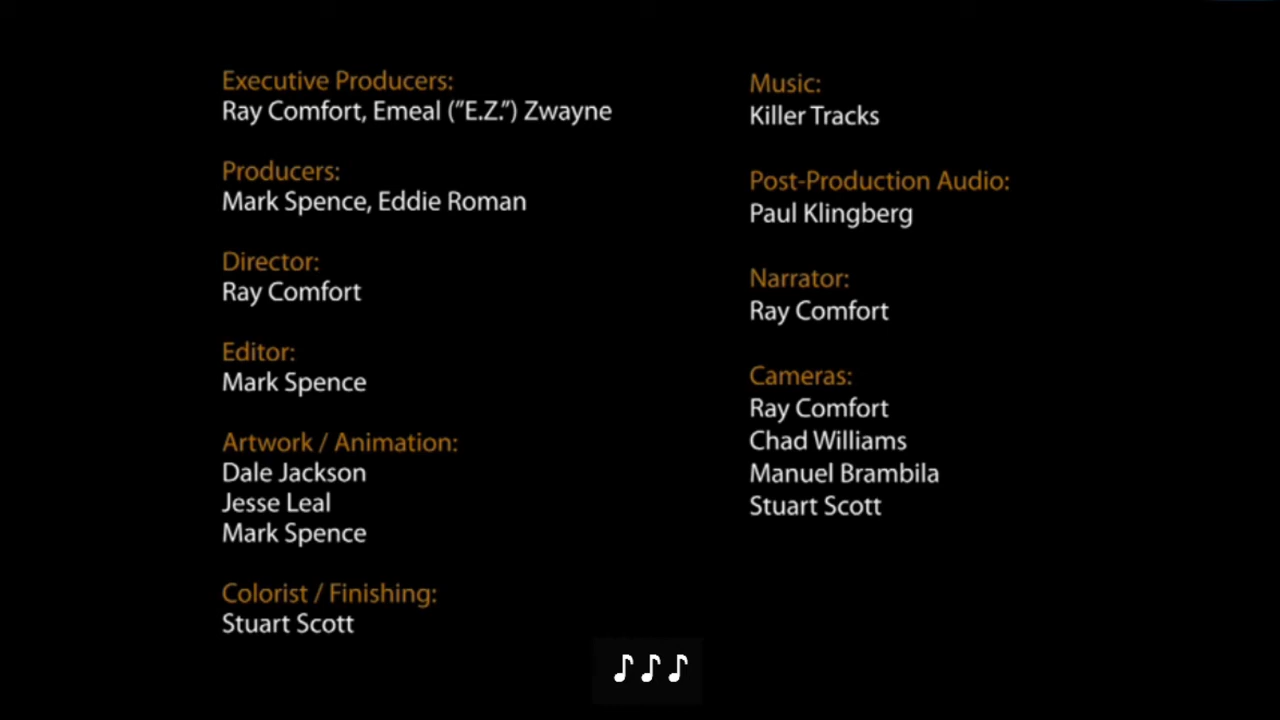 Executive Producers:
Ray Comfort, Emeal ("E.Z.") Zwayne
Producers:
Mark Spence, Eddie Roman
Director:
Ray Comfort
Editor:
Mark Spence
Artwork / Animation:
Dale Jackson
Jesse Leal
Mark Spence
Colorist / Finishing:
Stuart Scott
Music:
Killer Tracks
Post-Production Audio:
Paul Klingberg
Narrator:
Ray Comfort
Cameras:
Ray Comfort
Chad Williams
Manuel Brambila
Stuart Scott
♪♪♪